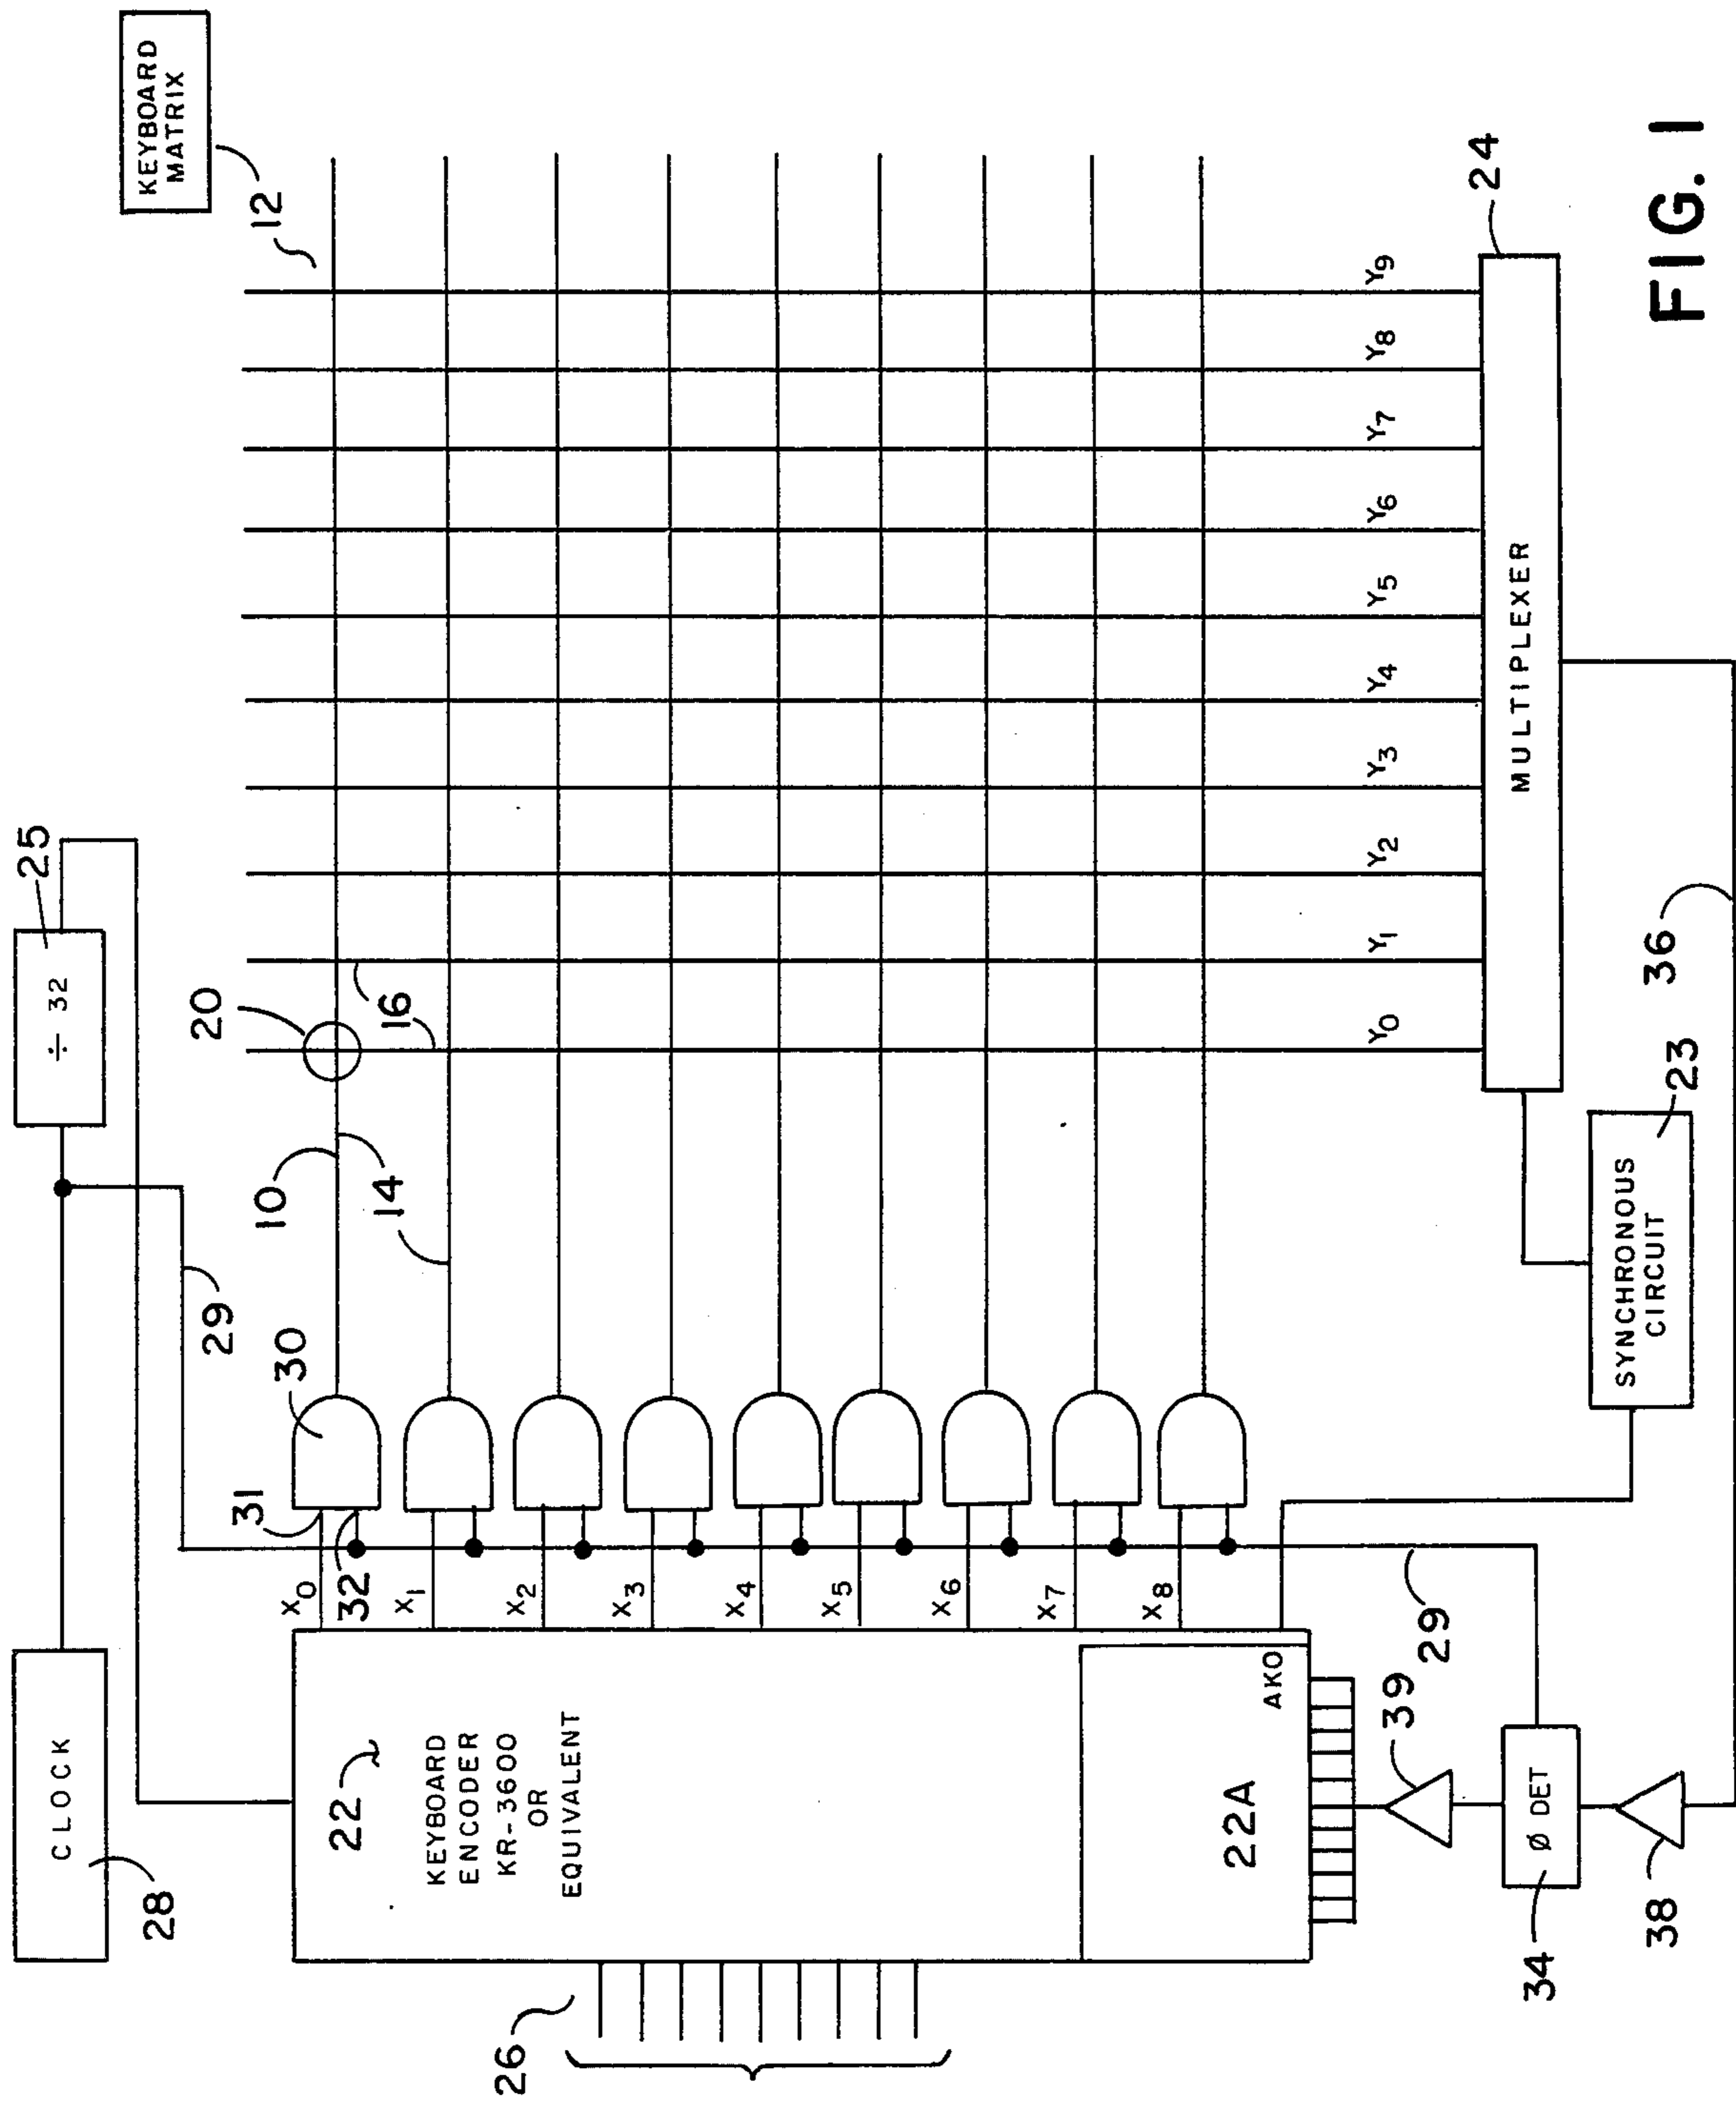 KEYBOARD
MATRIX
12
÷ 32
25
CLOCK
28
29
20
16
10
14
30
31
32
X0
X1
X2
X3
X4
X5
X6
X7
X8
22
KEYBOARD
ENCODER
KR-3600
OR
EQUIVALENT
22A
AKO
26
Y0
Y1
Y2
Y3
Y4
Y5
Y6
Y7
Y8
Y9
MULTIPLEXER
24
SYNCHRONOUS
CIRCUIT
23
29
39
Ø DET
34
38
36
FIG. 1